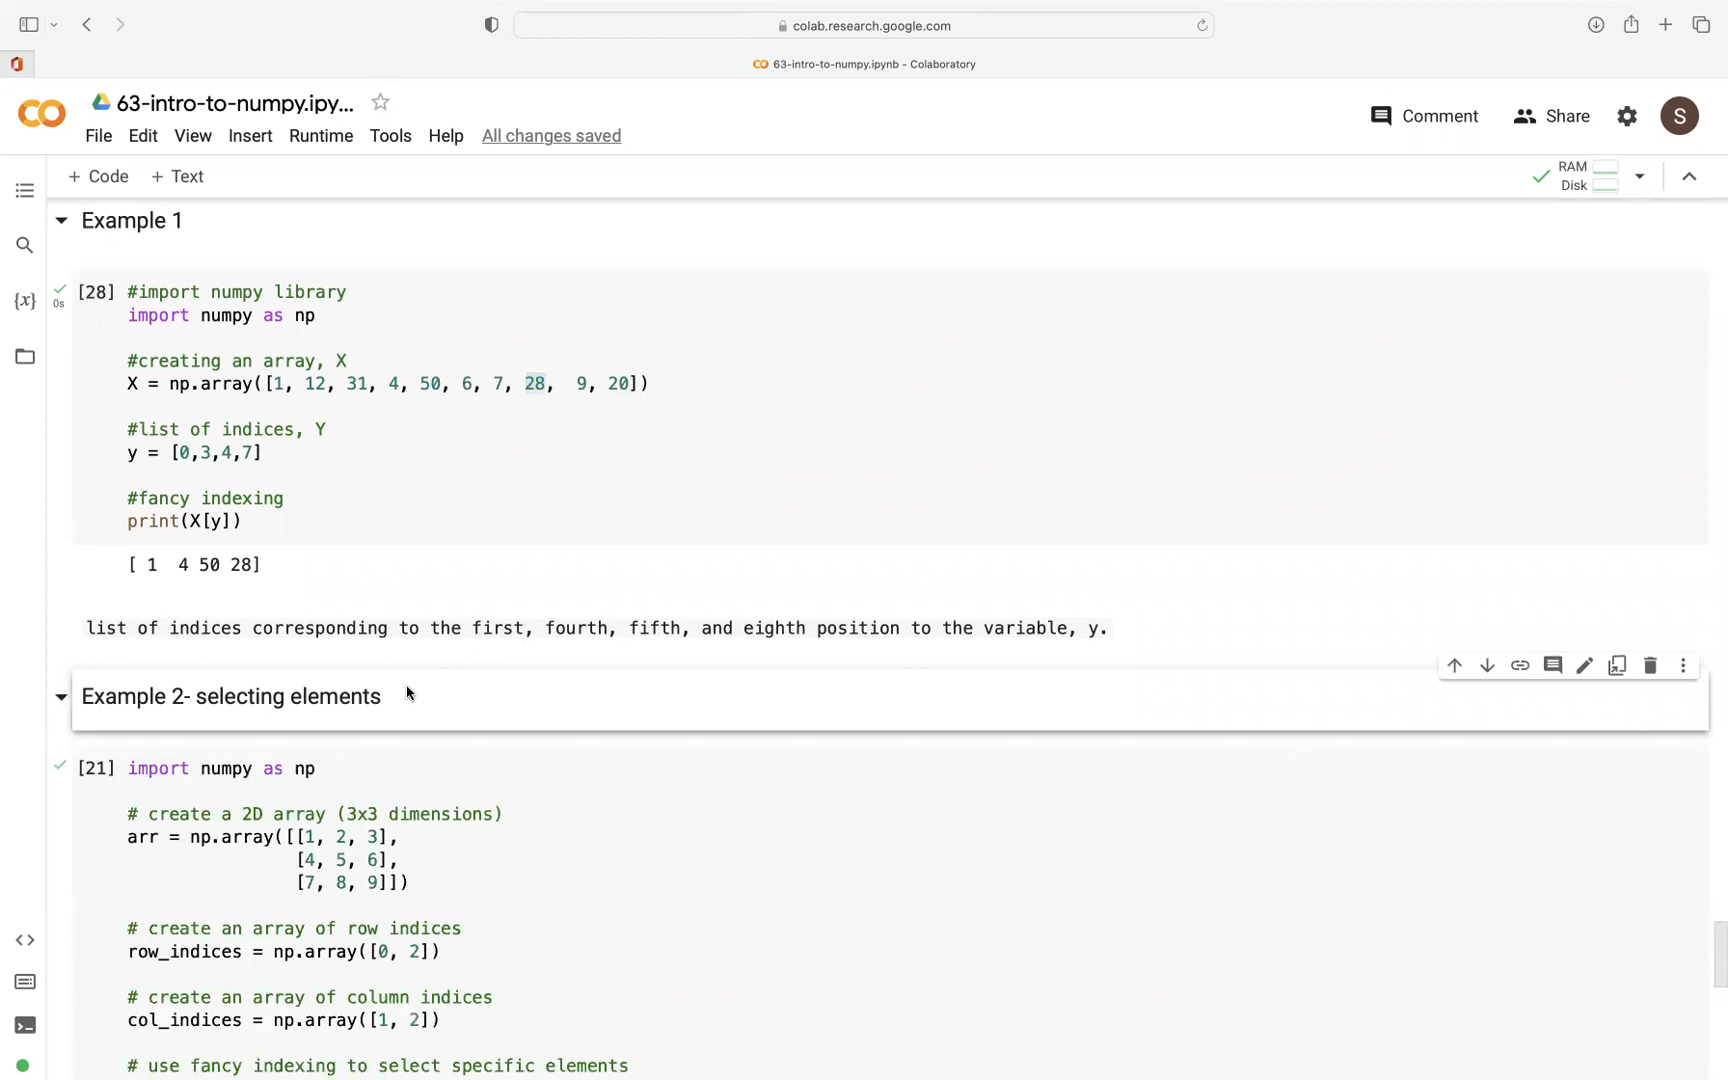 colab.research.google.com
63-intro-to-numpy.ipynb - Colaboratory
63-intro-to-numpy.ipy...
Comment
Share
S
File Edit View Insert Runtime Tools Help All changes saved
+ Code + Text
RAM
Disk
Example 1
{x}
0s
[28] #import numpy library
import numpy as np
#creating an array, X
X = np.array([1, 12, 31, 4, 50, 6, 7, 28,  9, 20])
#list of indices, Y
y = [0,3,4,7]
#fancy indexing
print(X[y])
[ 1  4 50 28]
list of indices corresponding to the first, fourth, fifth, and eighth position to the variable, y.
Example 2- selecting elements
[21] import numpy as np
# create a 2D array (3x3 dimensions)
arr = np.array([[1, 2, 3],
[4, 5, 6],
[7, 8, 9]])
# create an array of row indices
row_indices = np.array([0, 2])
# create an array of column indices
col_indices = np.array([1, 2])
# use fancy indexing to select specific elements